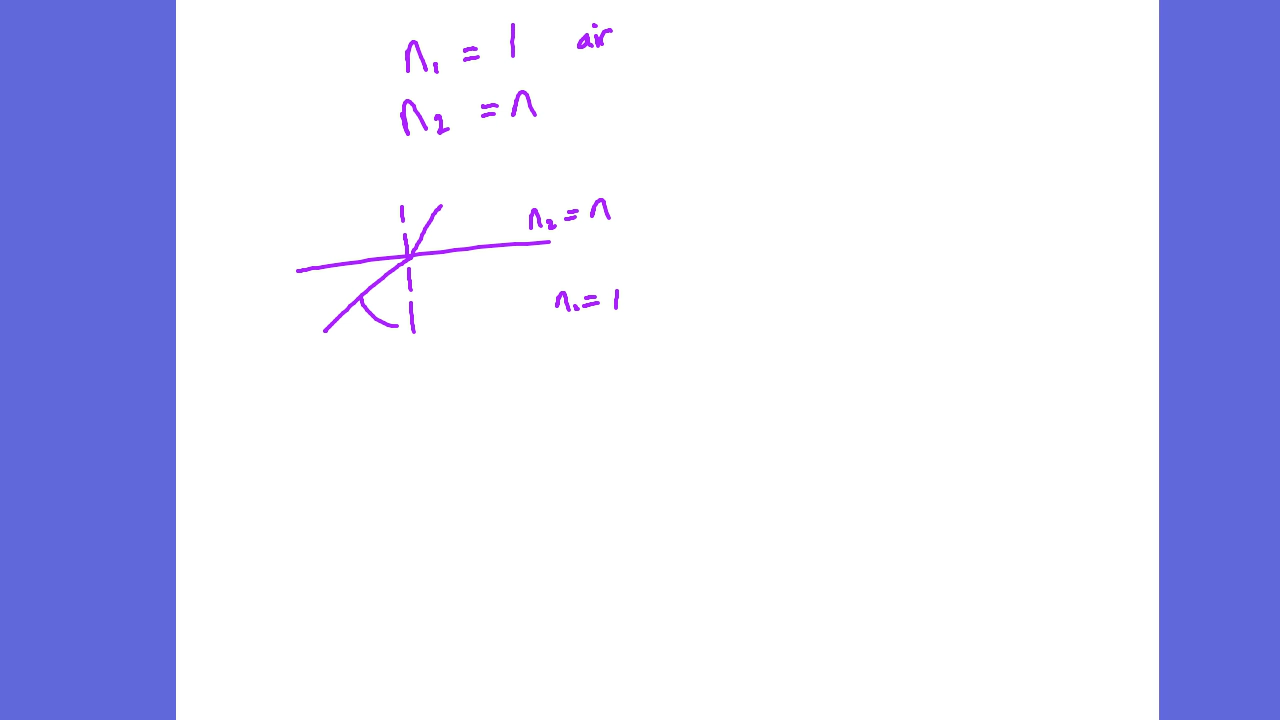 n₁ = 1 air
n₂ = n
n₂ = n
n₁ = 1